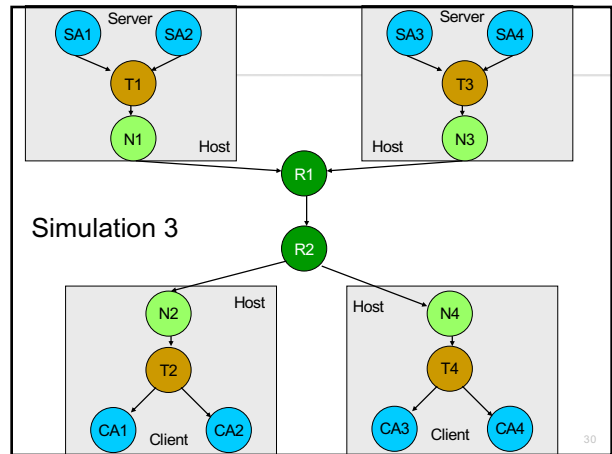 Server
SA1 SA2
T1
N1
Host
Server
SA3 SA4
T3
N3
Host
R1
Simulation 3
R2
Host
N2
T2
CA1 CA2
Client
Host
N4
T4
CA3 CA4
Client
30